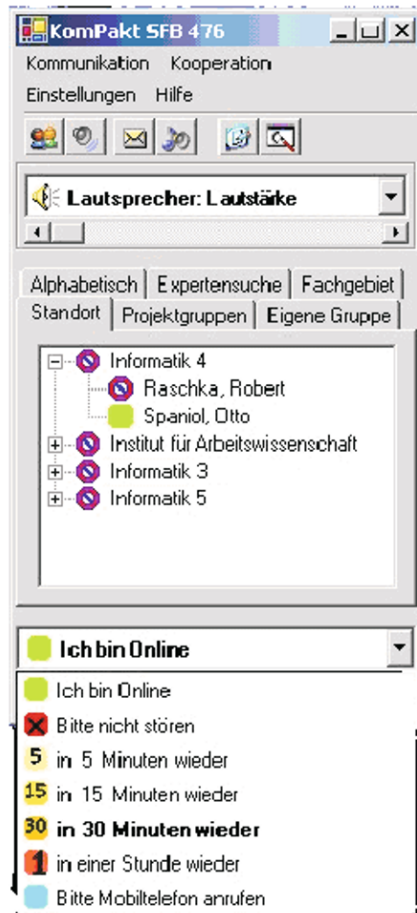 KomPakt SFB 476
Kommunikation Kooperation
Einstellungen Hilfe
Lautsprecher: Lautstärke
Alphabetisch Expertensuche Fachgebiet
Standort Projektgruppen Eigene Gruppe
Informatik 4
Raschka, Robert
Spaniol, Otto
Institut für Arbeitswissenschaft
Informatik 3
Informatik 5
Ich bin Online
Ich bin Online
Bitte nicht stören
5 in 5 Minuten wieder
15 in 15 Minuten wieder
30 in 30 Minuten wieder
1 in einer Stunde wieder
Bitte Mobiltelefon anrufen